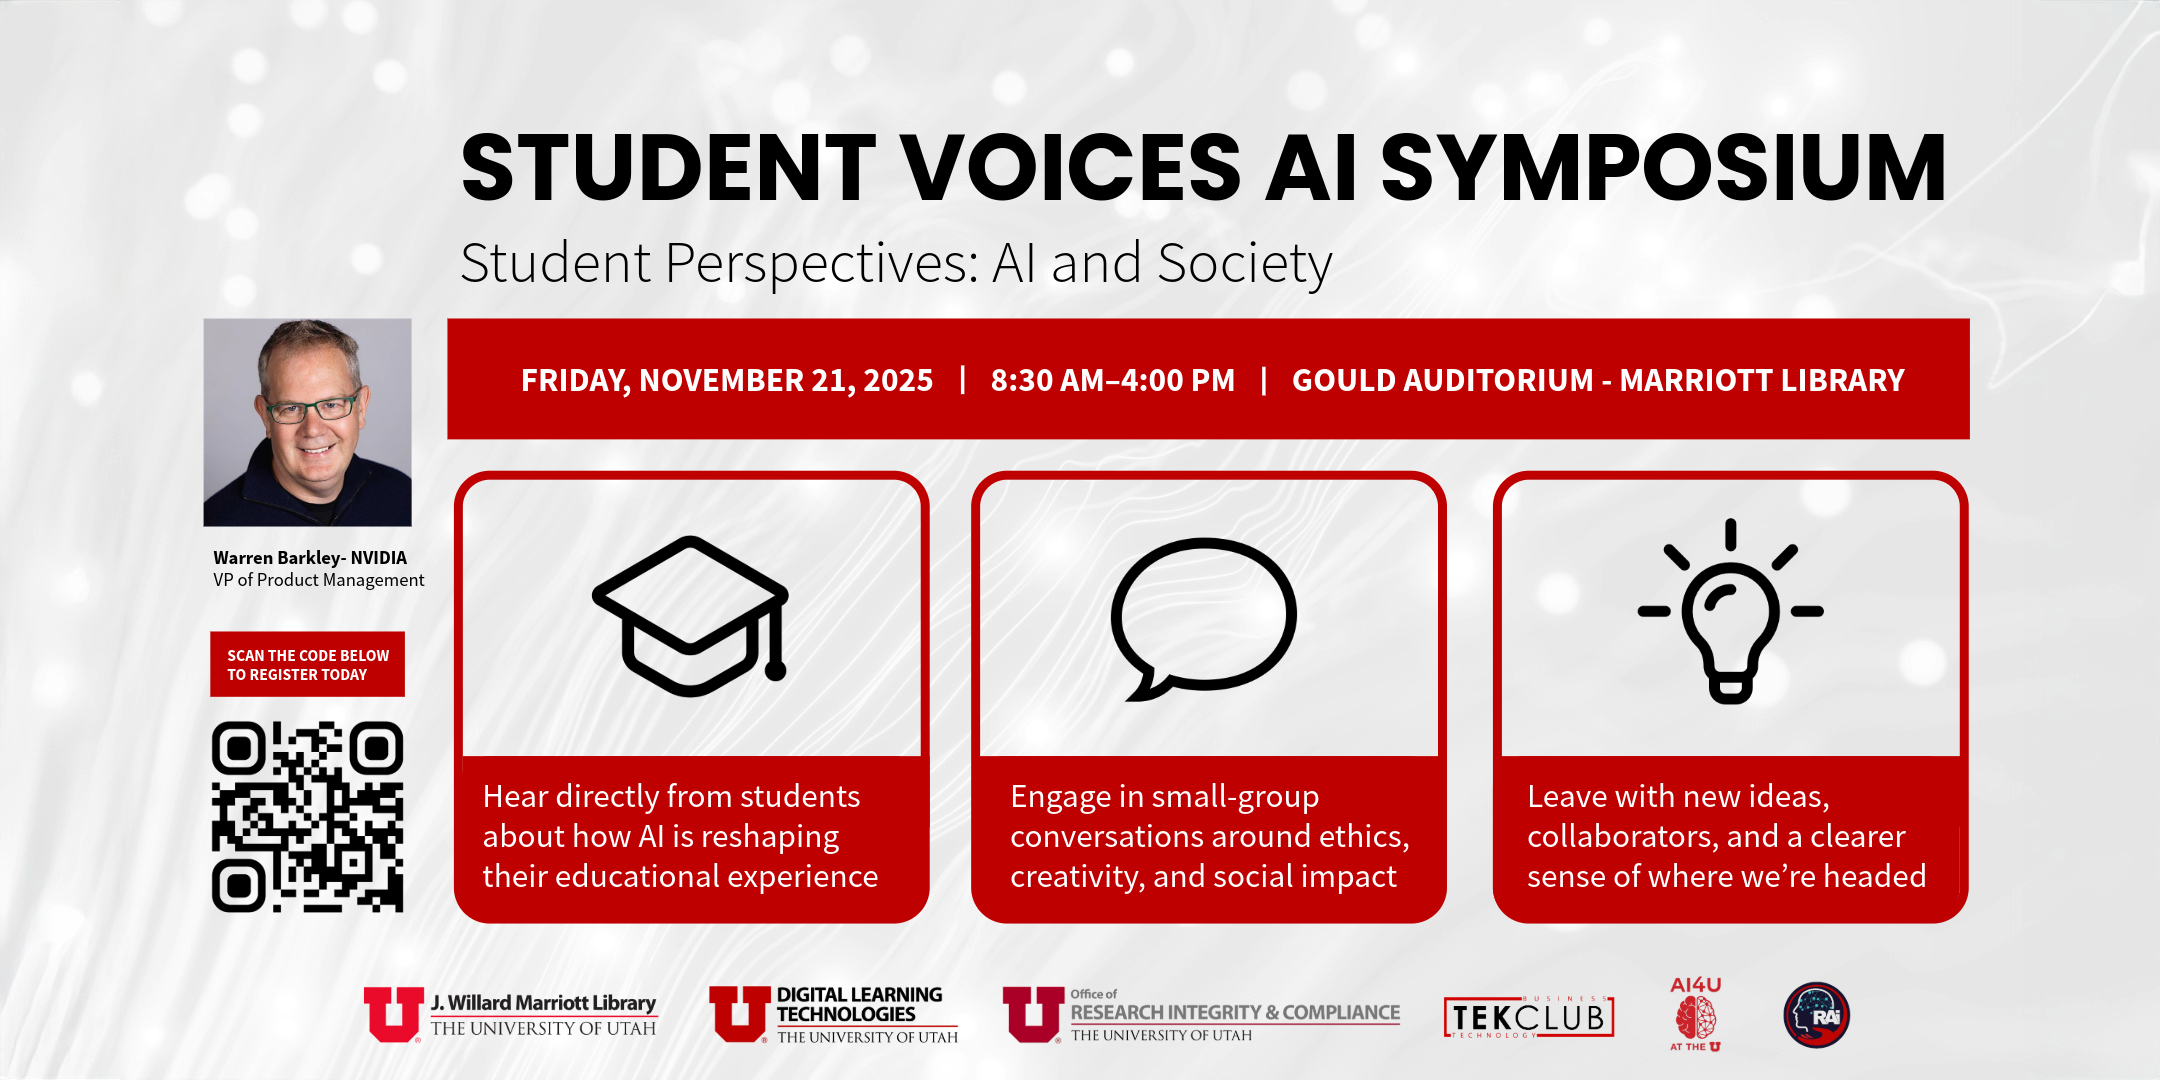 STUDENT VOICES AI SYMPOSIUM
Student Perspectives: AI and Society
FRIDAY, NOVEMBER 21, 2025 | 8:30 AM–4:00 PM | GOULD AUDITORIUM - MARRIOTT LIBRARY
Warren Barkley- NVIDIA
VP of Product Management
SCAN THE CODE BELOW
TO REGISTER TODAY
Hear directly from students
about how AI is reshaping
their educational experience
Engage in small-group
conversations around ethics,
creativity, and social impact
Leave with new ideas,
collaborators, and a clearer
sense of where we’re headed
J. Willard Marriott Library
THE UNIVERSITY OF UTAH
DIGITAL LEARNING
TECHNOLOGIES
THE UNIVERSITY OF UTAH
Office of
RESEARCH INTEGRITY & COMPLIANCE
THE UNIVERSITY OF UTAH
BUSINESS
TEKCLUB
TECHNOLOGY
AI4U
AT THE U
RAi